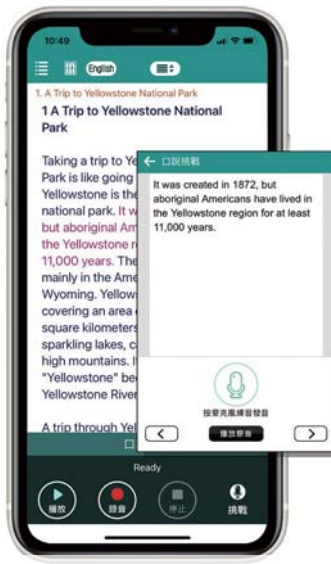 10:49
English
1. A Trip to Yellowstone National Park
1 A Trip to Yellowstone National
Park
Taking a trip to Ye
Park is like going
Yellowstone is the
national park. It w
but aboriginal Am
the Yellowstone r
11,000 years. The
mainly in the Ame
Wyoming. Yellow
covering an area
square kilometers
sparkling lakes, c
high mountains. I
"Yellowstone" be
Yellowstone River
A trip through Yel
口
Ready
播放
錄音
停止
挑戰
← 口說挑戰
It was created in 1872, but
aboriginal Americans have lived in
the Yellowstone region for at least
11,000 years.
按麥克風練習發音
播放原音